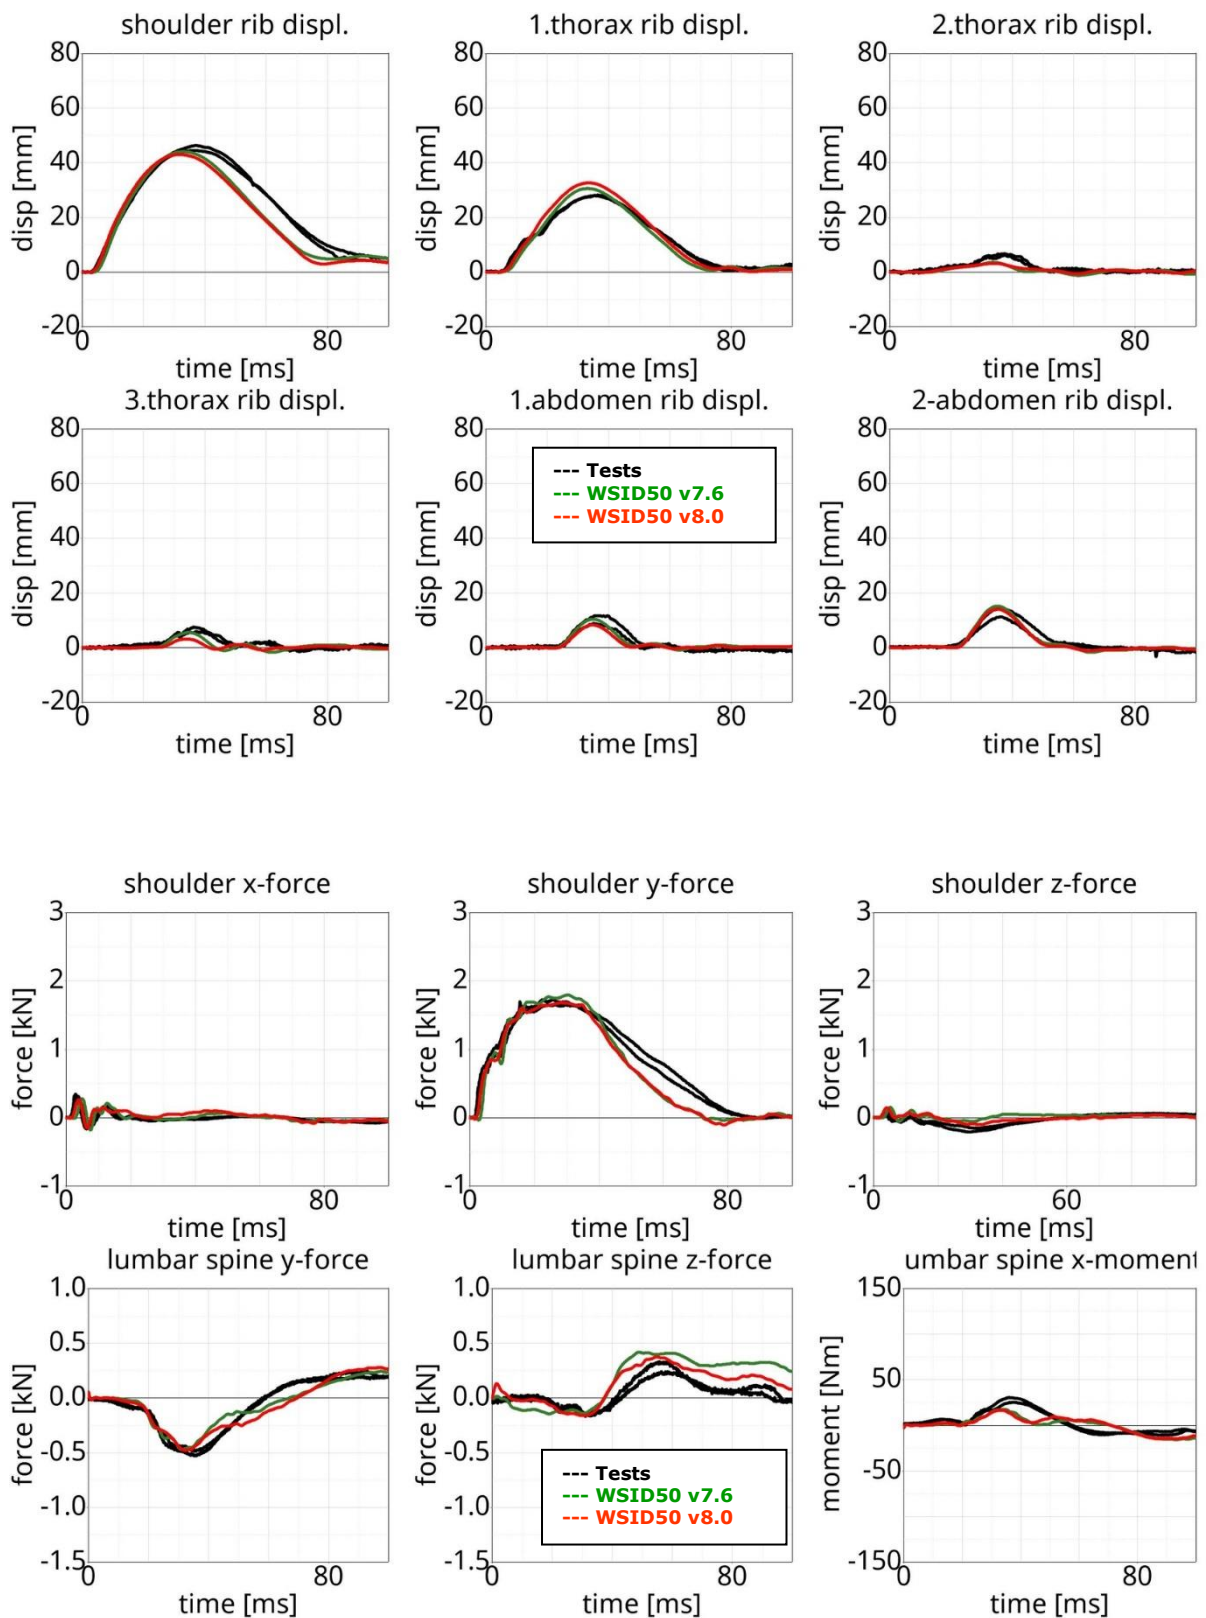 shoulder rib displ.
1.thorax rib displ.
2.thorax rib displ.
80
60
40
20
0
-20
disp [mm]
0
80
time [ms]
80
60
40
20
0
-20
disp [mm]
0
80
time [ms]
80
60
40
20
0
-20
disp [mm]
0
80
time [ms]
3.thorax rib displ.
1.abdomen rib displ.
2-abdomen rib displ.
80
60
40
20
0
-20
disp [mm]
0
80
time [ms]
80
60
40
20
0
-20
disp [mm]
0
80
time [ms]
--- Tests
--- WSID50 v7.6
--- WSID50 v8.0
80
60
40
20
0
-20
disp [mm]
0
80
time [ms]
shoulder x-force
shoulder y-force
shoulder z-force
3
2
1
0
-1
force [kN]
0
80
time [ms]
3
2
1
0
-1
force [kN]
0
80
time [ms]
3
2
1
0
-1
force [kN]
0
60
time [ms]
lumbar spine y-force
lumbar spine z-force
umbar spine x-moment
1.0
0.5
0.0
-0.5
-1.0
-1.5
force [kN]
0
80
time [ms]
1.0
0.5
0.0
-0.5
-1.0
-1.5
force [kN]
0
80
time [ms]
--- Tests
--- WSID50 v7.6
--- WSID50 v8.0
150
50
-50
-150
moment [Nm]
0
80
time [ms]